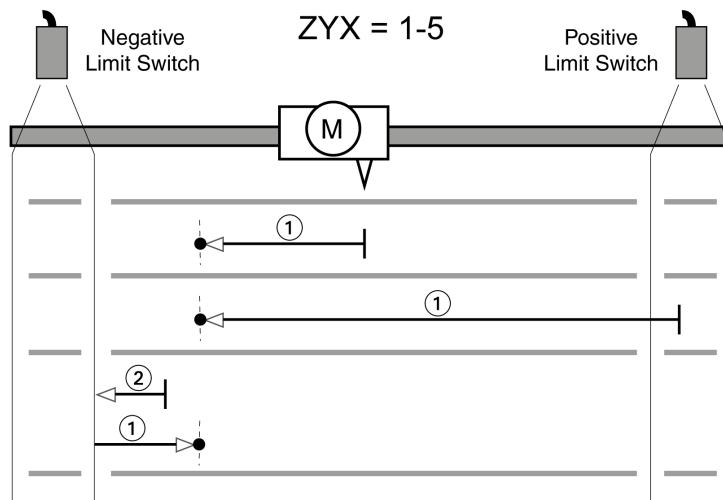 ZYX = 1-5
Negative
Limit Switch
Positive
Limit Switch
M
1
1
2
1